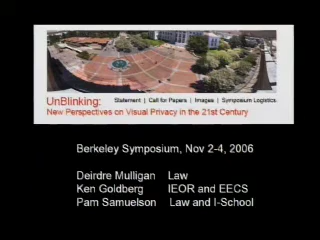 UnBlinking:
Statement | Call for Papers | Images | Symposium Logistics
New Perspectives on Visual Privacy in the 21st Century
Berkeley Symposium, Nov 2-4, 2006
Deirdre Mulligan Law
Ken Goldberg IEOR and EECS
Pam Samuelson Law and I-School